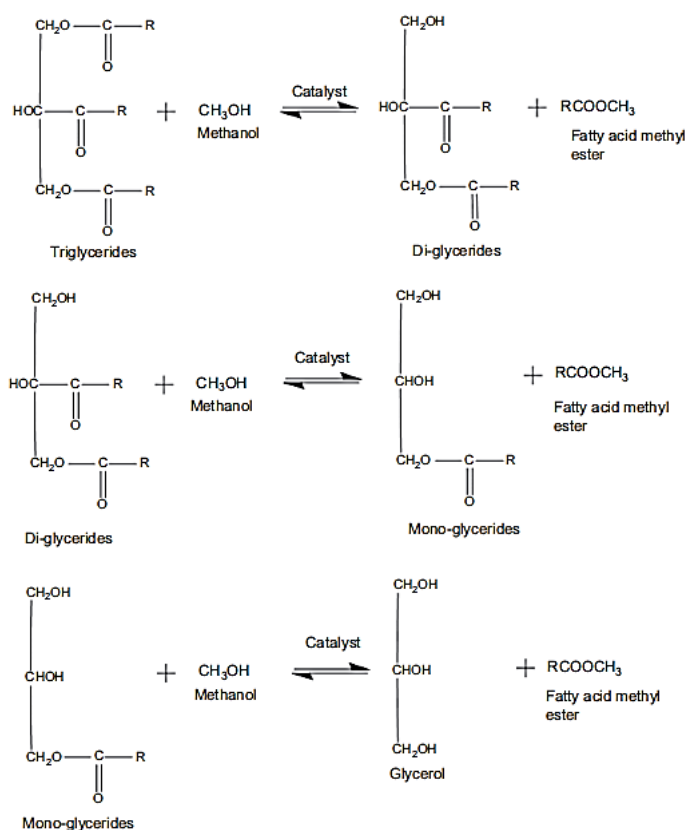 CH₂O—C—R
O
HOC—C—R
O
CH₂O—C—R
O
Triglycerides
+
CH₃OH
Methanol
Catalyst
CH₂OH
HOC—C—R
O
CH₂O—C—R
O
Di-glycerides
+
RCOOCH₃
Fatty acid methyl
ester
CH₂OH
HOC—C—R
O
CH₂O—C—R
O
Di-glycerides
+
CH₃OH
Methanol
Catalyst
CH₂OH
CHOH
CH₂O—C—R
O
Mono-glycerides
+
RCOOCH₃
Fatty acid methyl
ester
CH₂OH
CHOH
CH₂O—C—R
O
Mono-glycerides
+
CH₃OH
Methanol
Catalyst
CH₂OH
CHOH
CH₂OH
Glycerol
+
RCOOCH₃
Fatty acid methyl
ester